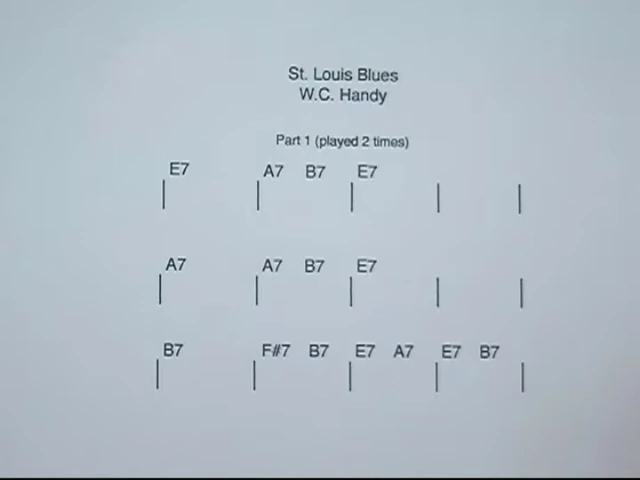 St. Louis Blues
W.C. Handy
Part 1 (played 2 times)
E7 A7 B7 E7
A7 A7 B7 E7
B7 F#7 B7 E7 A7 E7 B7